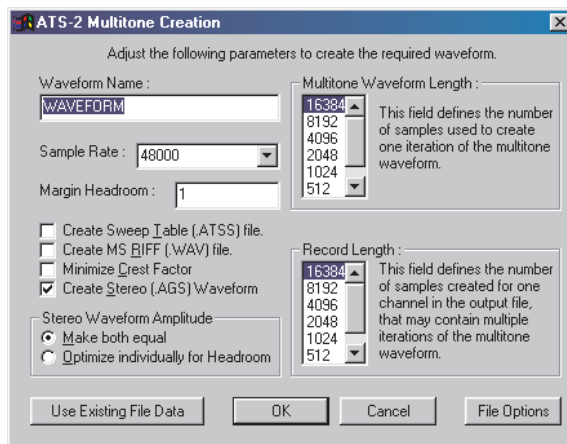 ATS-2 Multitone Creation
Adjust the following parameters to create the required waveform.
Waveform Name :
WAVEFORM
Sample Rate :
48000
Margin Headroom :
1
Create Sweep Table (.ATSS) file.
Create MS RIFF (.WAV) file.
Minimize Crest Factor
Create Stereo (.AGS) Waveform
Stereo Waveform Amplitude
Make both equal
Optimize individually for Headroom
Multitone Waveform Length :
16384
8192
4096
2048
1024
512
This field defines the number
of samples used to create
one iteration of the multitone
waveform.
Record Length :
16384
8192
4096
2048
1024
512
This field defines the number
of samples created for one
channel in the output file,
that may contain multiple
iterations of the multitone
waveform.
Use Existing File Data
OK
Cancel
File Options